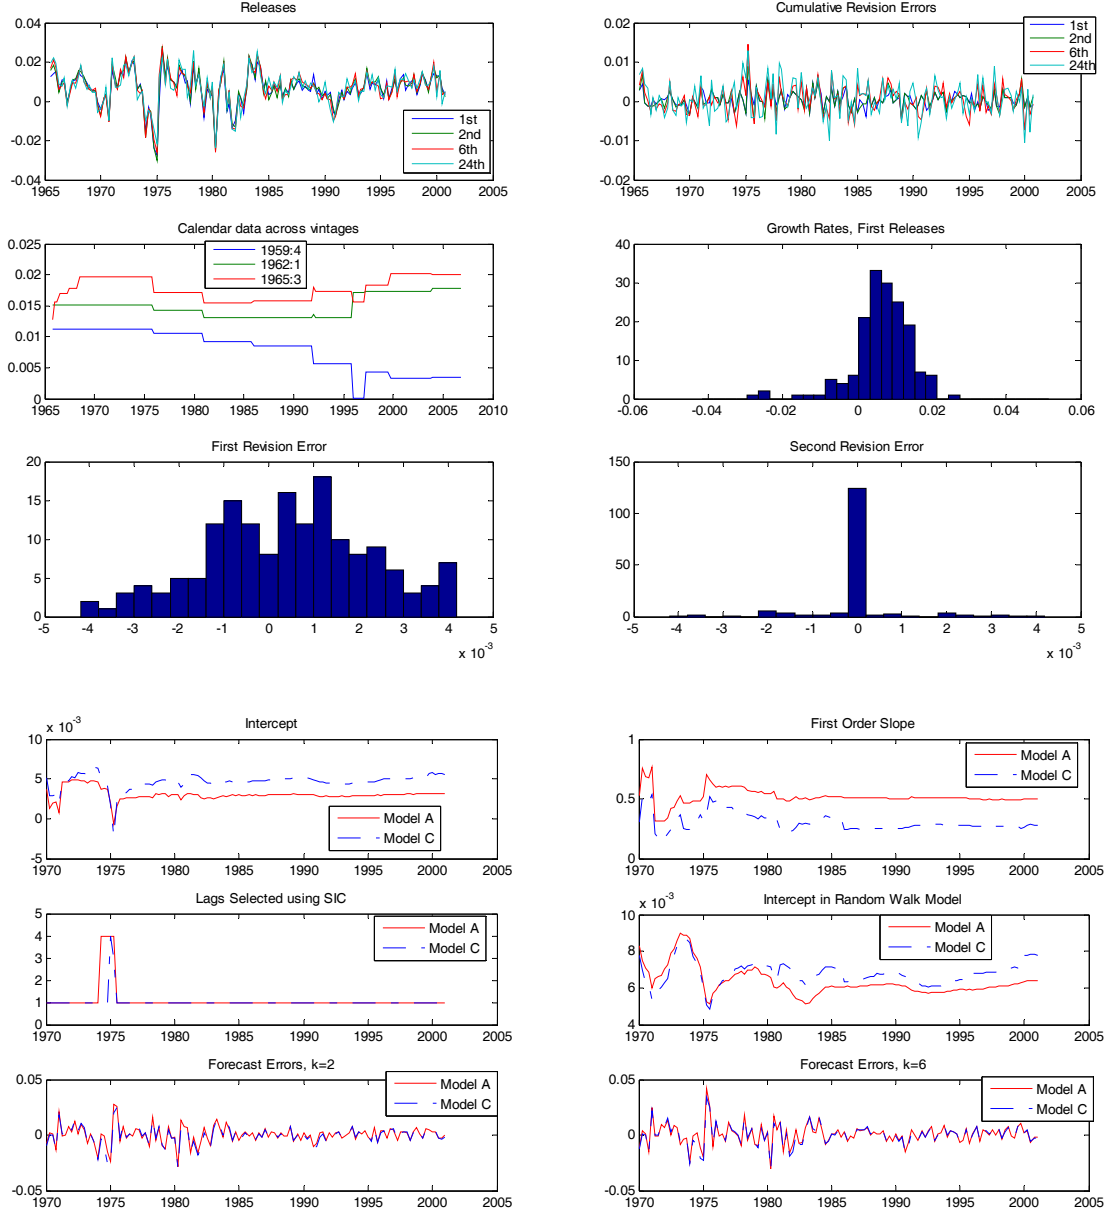 Releases
0.04
0.02
0
-0.02
-0.04
1965 1970 1975 1980 1985 1990 1995 2000 2005
1st
2nd
6th
24th
Cumulative Revision Errors
0.02
0.01
0
-0.01
-0.02
1965 1970 1975 1980 1985 1990 1995 2000 2005
1st
2nd
6th
24th
Calendar data across vintages
0.025
0.02
0.015
0.01
0.005
0
1965 1970 1975 1980 1985 1990 1995 2000 2005 2010
1959:4
1962:1
1965:3
Growth Rates, First Releases
40
30
20
10
0
-0.06 -0.04 -0.02 0 0.02 0.04 0.06
First Revision Error
20
15
10
5
0
-5 -4 -3 -2 -1 0 1 2 3 4 5
x 10-3
Second Revision Error
150
100
50
0
-5 -4 -3 -2 -1 0 1 2 3 4 5
x 10-3
x 10-3
Intercept
10
5
0
-5
1970 1975 1980 1985 1990 1995 2000 2005
Model A
Model C
First Order Slope
1
0.5
0
1970 1975 1980 1985 1990 1995 2000 2005
Model A
Model C
Lags Selected using SIC
5
4
3
2
1
0
1970 1975 1980 1985 1990 1995 2000 2005
Model A
Model C
x 10-3
Intercept in Random Walk Model
10
8
6
4
1970 1975 1980 1985 1990 1995 2000 2005
Model A
Model C
Forecast Errors, k=2
0.05
0
-0.05
1970 1975 1980 1985 1990 1995 2000 2005
Model A
Model C
Forecast Errors, k=6
0.05
0
-0.05
1970 1975 1980 1985 1990 1995 2000 2005
Model A
Model C